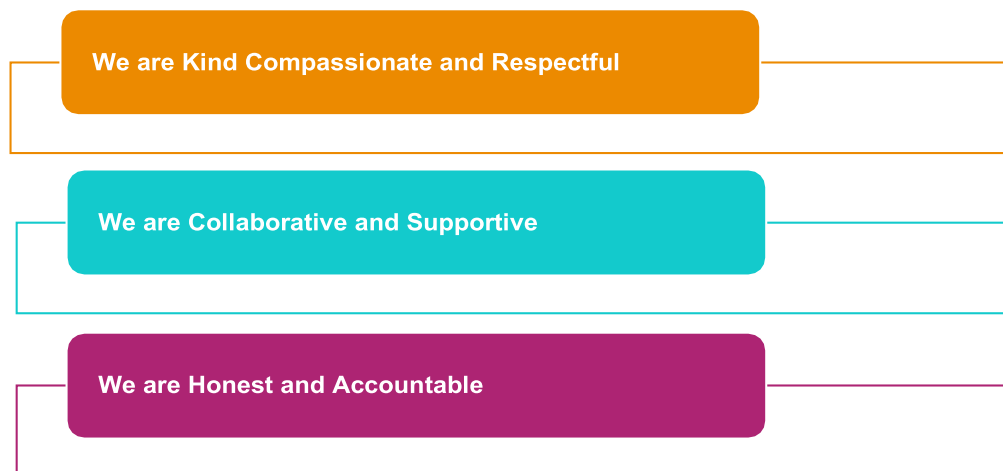 We are Kind Compassionate and Respectful
We are Collaborative and Supportive
We are Honest and Accountable